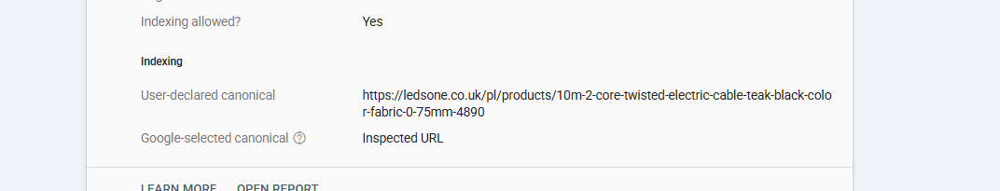 Indexing allowed? Yes
Indexing
User-declared canonical https://ledsone.co.uk/pl/products/10m-2-core-twisted-electric-cable-teak-black-colo
r-fabric-0-75mm-4890
Google-selected canonical Inspected URL
LEARN MORE OPEN REPORT